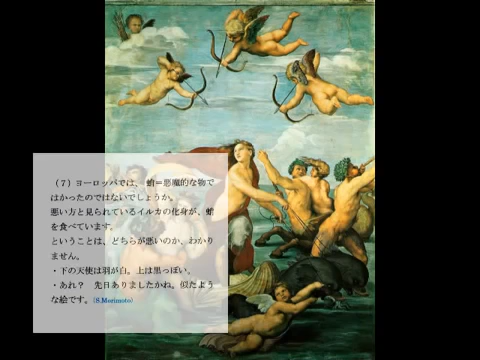 (7) ヨーロッパでは、 蛸=悪魔的な物で
はかったのではないでしょうか。
悪い方と見られているイルカの化身が、蛸
を食べています。
ということは、どちらが悪いのか、わかり
ません。
・下の天使は羽が白。上は黒っぽい。
・あれ？ 先日ありましたかね。似たよう
な絵です。(S.Morimoto)